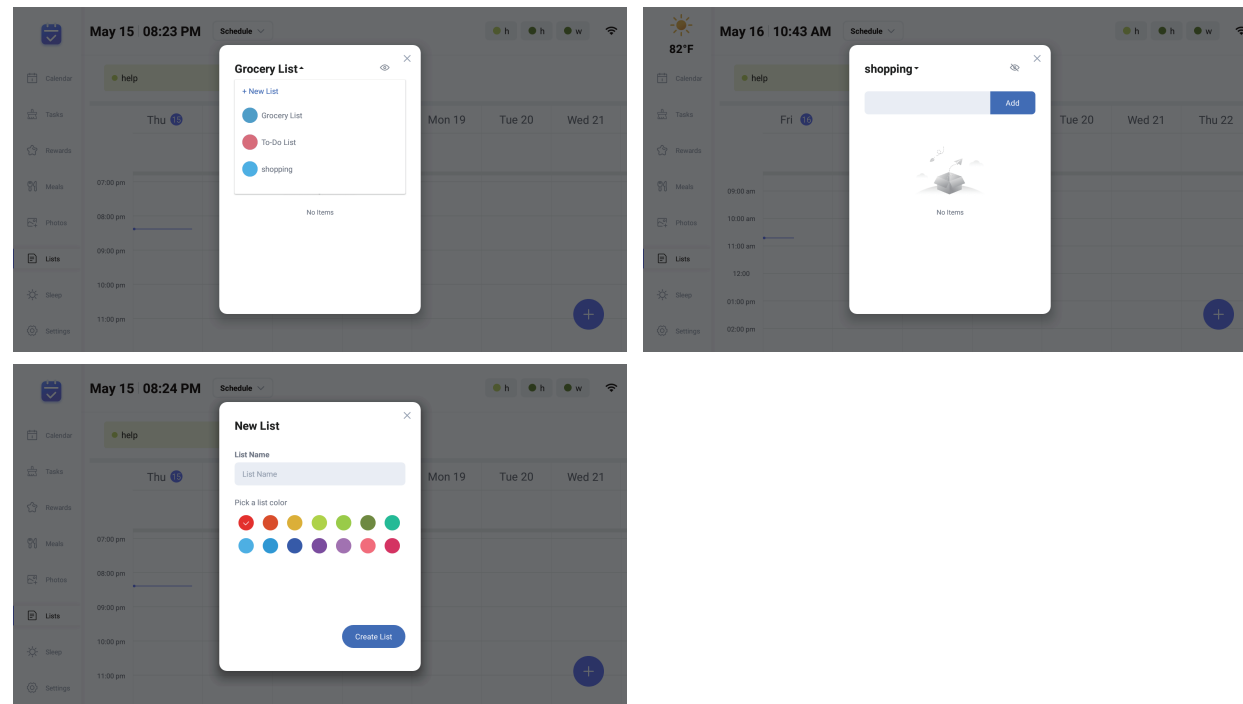 May 15 08:23 PM Schedule h h w
Calendar
help
Tasks
Thu 15 Mon 19 Tue 20 Wed 21
Rewards
Meals
07:00 pm
Photos
08:00 pm
09:00 pm
Lists
10:00 pm
Sleep
11:00 pm
Settings
Grocery List
+ New List
Grocery List
To-Do List
shopping
No Items
+
82°F
May 16 10:43 AM Schedule h h w
Calendar
help
Tasks
Fri 16 Tue 20 Wed 21 Thu 22
Rewards
Meals
09:00 am
Photos
10:00 am
11:00 am
Lists
12:00
Sleep
01:00 pm
02:00 pm
Settings
shopping
Add
No Items
+
May 15 08:24 PM Schedule h h w
Calendar
help
Tasks
Thu 15 Mon 19 Tue 20 Wed 21
Rewards
Meals
07:00 pm
Photos
08:00 pm
09:00 pm
Lists
10:00 pm
Sleep
11:00 pm
Settings
New List
List Name
List Name
Pick a list color
Create List
+